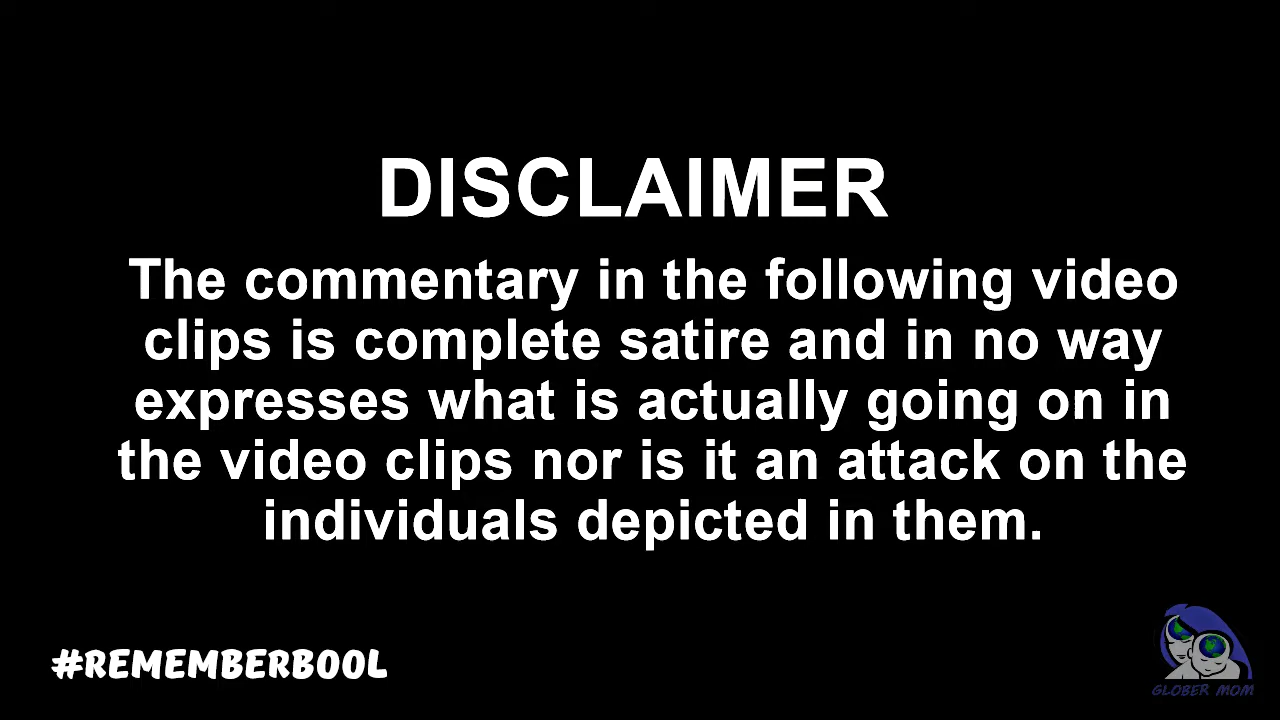 DISCLAIMER
The commentary in the following video
clips is complete satire and in no way
expresses what is actually going on in
the video clips nor is it an attack on the
individuals depicted in them.
#REMEMBERBOOL
GLOBER MOM